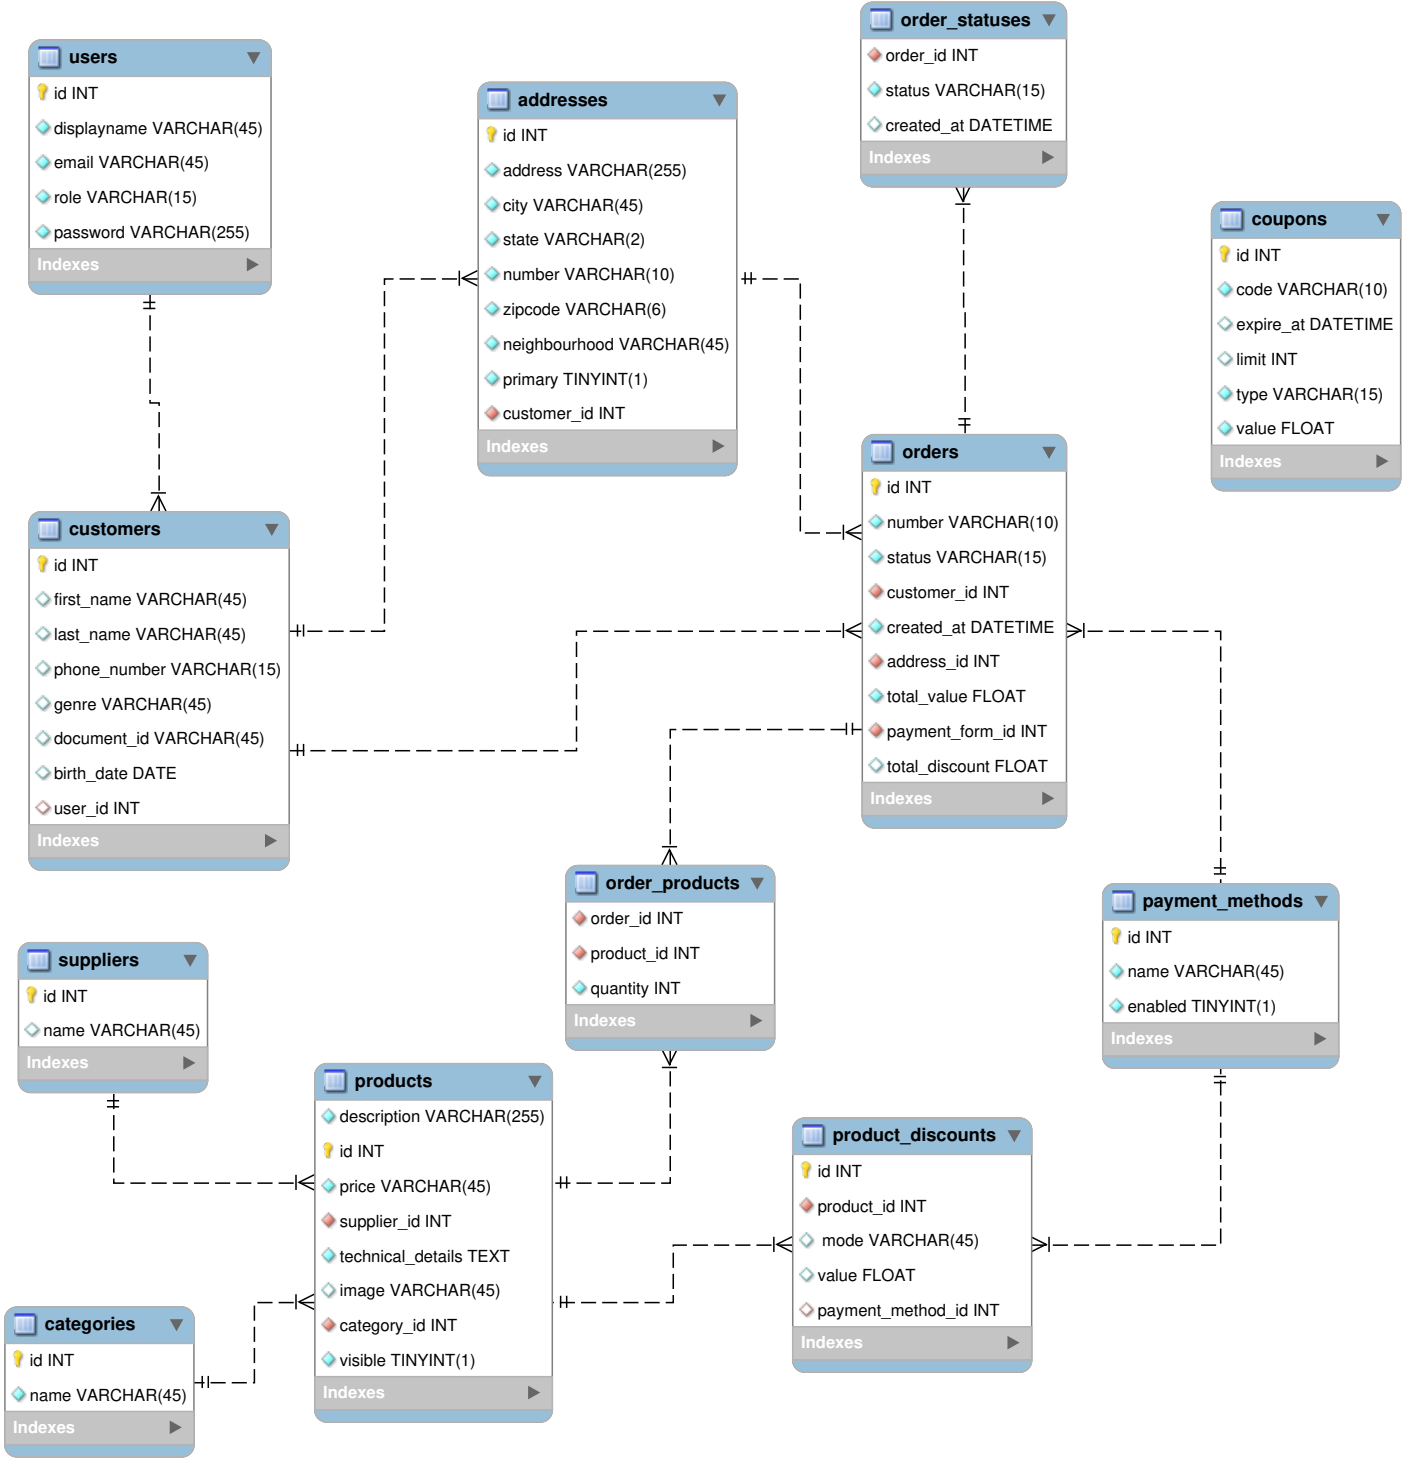 users
id INT
displayname VARCHAR(45)
email VARCHAR(45)
role VARCHAR(15)
password VARCHAR(255)
Indexes
addresses
id INT
address VARCHAR(255)
city VARCHAR(45)
state VARCHAR(2)
number VARCHAR(10)
zipcode VARCHAR(6)
neighbourhood VARCHAR(45)
primary TINYINT(1)
customer_id INT
Indexes
order_statuses
order_id INT
status VARCHAR(15)
created_at DATETIME
Indexes
coupons
id INT
code VARCHAR(10)
expire_at DATETIME
limit INT
type VARCHAR(15)
value FLOAT
Indexes
customers
id INT
first_name VARCHAR(45)
last_name VARCHAR(45)
phone_number VARCHAR(15)
genre VARCHAR(45)
document_id VARCHAR(45)
birth_date DATE
user_id INT
Indexes
orders
id INT
number VARCHAR(10)
status VARCHAR(15)
customer_id INT
created_at DATETIME
address_id INT
total_value FLOAT
payment_form_id INT
total_discount FLOAT
Indexes
order_products
order_id INT
product_id INT
quantity INT
Indexes
payment_methods
id INT
name VARCHAR(45)
enabled TINYINT(1)
Indexes
suppliers
id INT
name VARCHAR(45)
Indexes
products
description VARCHAR(255)
id INT
price VARCHAR(45)
supplier_id INT
technical_details TEXT
image VARCHAR(45)
category_id INT
visible TINYINT(1)
Indexes
product_discounts
id INT
product_id INT
mode VARCHAR(45)
value FLOAT
payment_method_id INT
Indexes
categories
id INT
name VARCHAR(45)
Indexes